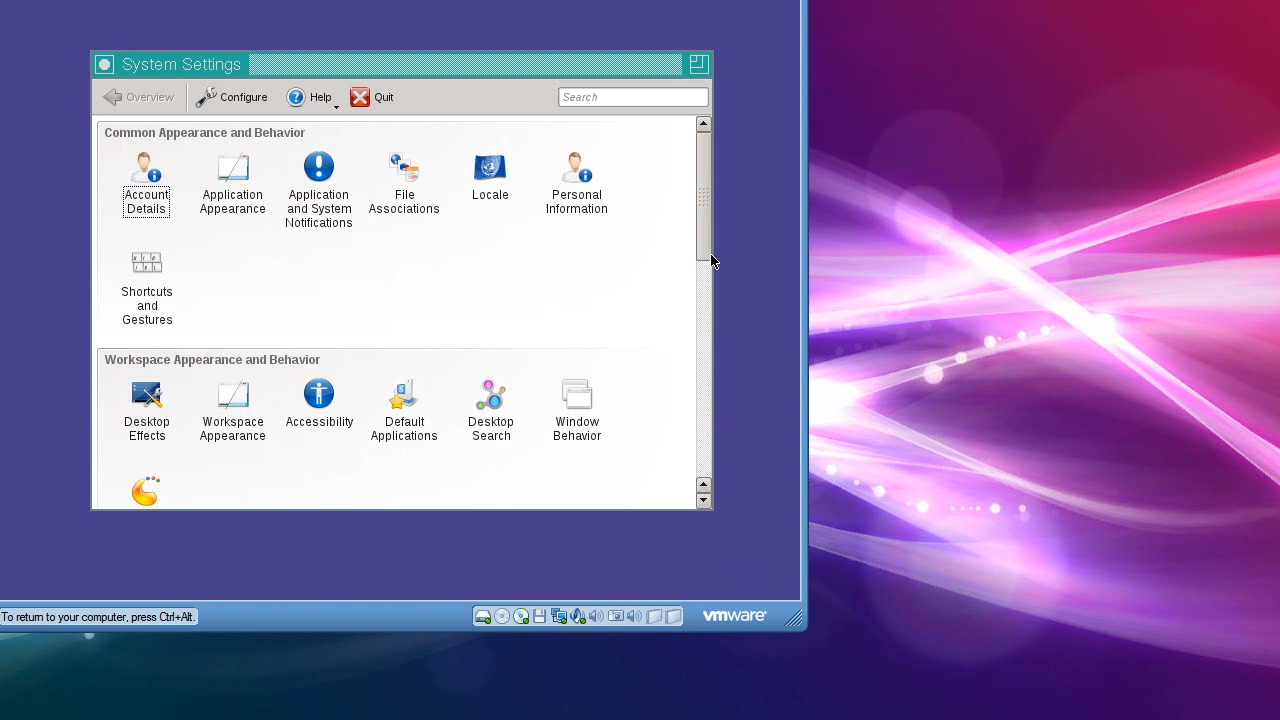 System Settings
Overview
Configure
Help
Quit
Search
Common Appearance and Behavior
Account Details
Application Appearance
Application and System Notifications
File Associations
Locale
Personal Information
Shortcuts and Gestures
Workspace Appearance and Behavior
Desktop Effects
Workspace Appearance
Accessibility
Default Applications
Desktop Search
Window Behavior
To return to your computer, press Ctrl+Alt.
vmware